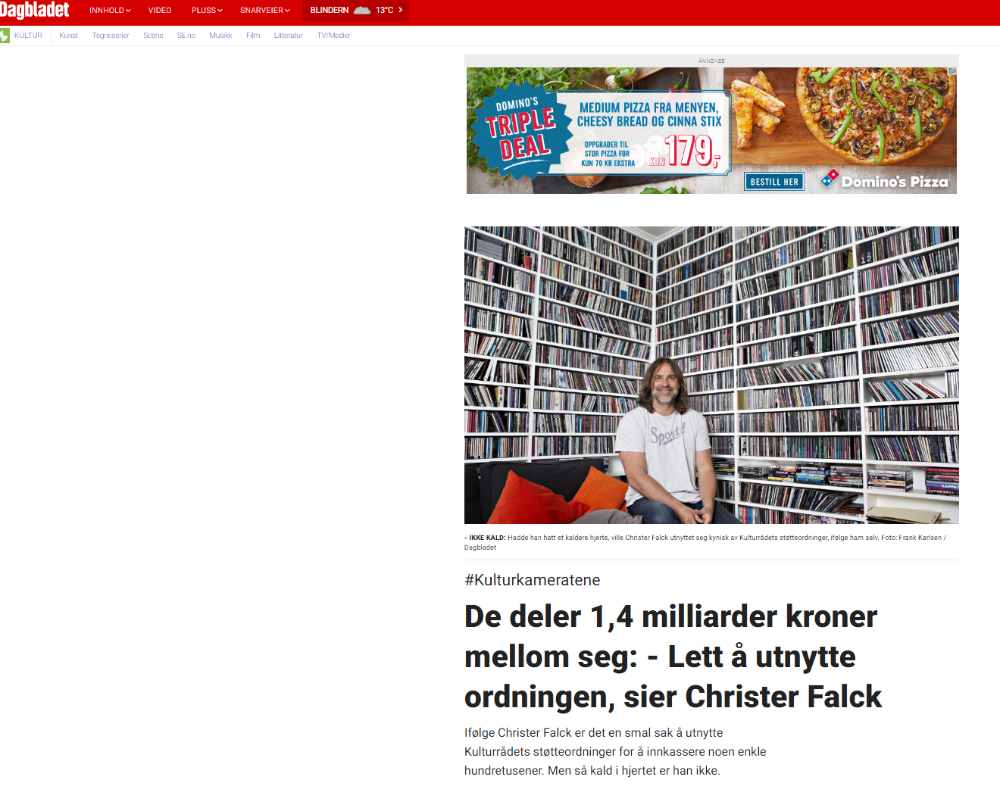 Dagbladet
INNHOLD VIDEO PLUSS SNARVEIER BLINDERN 13°C
KULTUR Kunst Tegneserier Scene SE.no Musikk Film Litteratur TV/Medier
ANNONSE
DOMINO'S
TRIPLE
DEAL
MEDIUM PIZZA FRA MENYEN,
CHEESY BREAD OG CINNA STIX
OPPGRADER TIL
STOR PIZZA FOR
KUN 70 KR EKSTRA
KUN 179,-
BESTILL HER
Domino's Pizza
12
Sports!
ZAPPA
- IKKE KALD: Hadde han hatt et kaldere hjerte, ville Christer Falck utnyttet seg kynisk av Kulturrådets støtteordninger, ifølge ham selv. Foto: Frank Karlsen /
Dagbladet
#Kulturkameratene
De deler 1,4 milliarder kroner
mellom seg: - Lett å utnytte
ordningen, sier Christer Falck
Ifølge Christer Falck er det en smal sak å utnytte
Kulturrådets støtteordninger for å innkassere noen enkle
hundretusener. Men så kald i hjertet er han ikke.